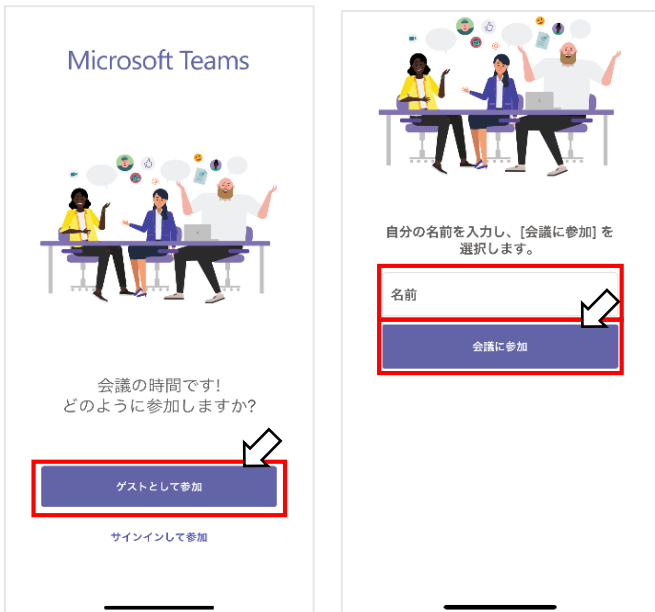 Microsoft Teams
会議の時間です!
どのように参加しますか?
ゲストとして参加
サインインして参加
自分の名前を入力し、[会議に参加] を
選択します。
名前
会議に参加